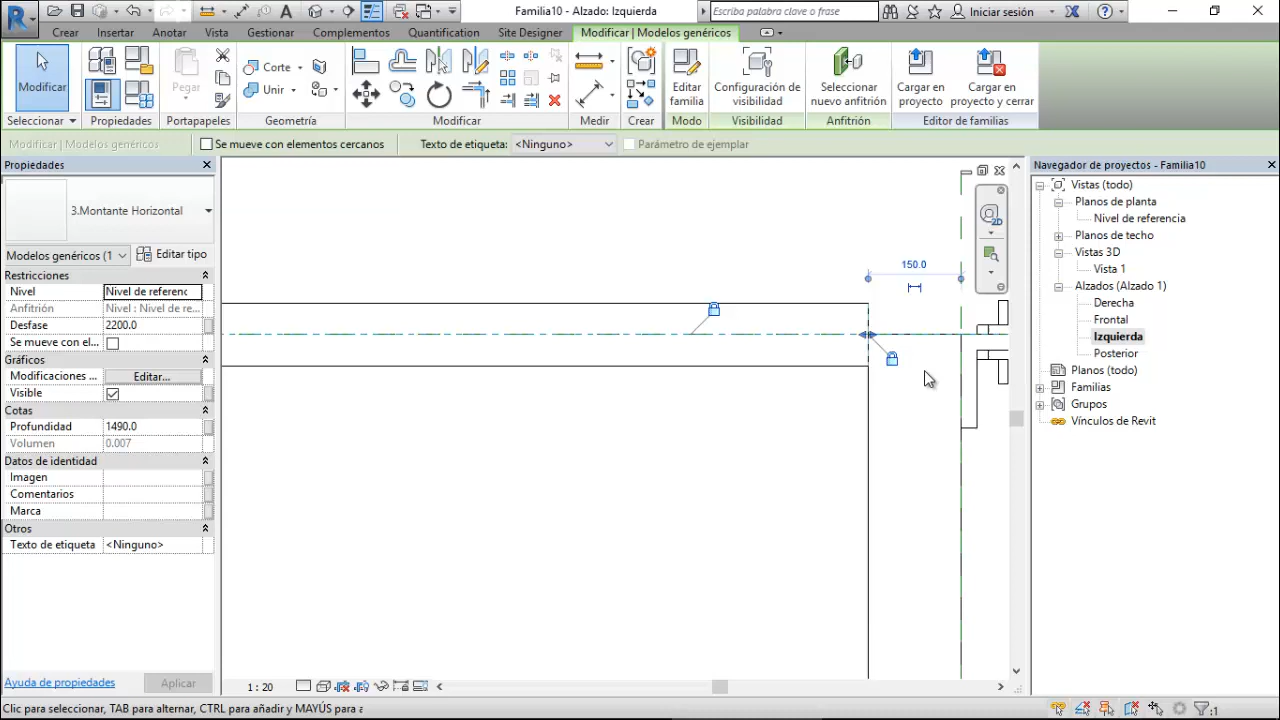 Familia10 - Alzado: Izquierda
Escriba palabra clave o frase
Iniciar sesión
Crear
Insertar
Anotar
Vista
Gestionar
Complementos
Quantification
Site Designer
Modificar | Modelos genéricos
Modificar
Pegar
Corte
Unir
Editar
familia
Configuración de
visibilidad
Seleccionar
nuevo anfitrión
Cargar en
proyecto
Cargar en
proyecto y cerrar
Seleccionar
Propiedades
Portapapeles
Geometría
Modificar
Medir
Crear
Modo
Visibilidad
Anfitrión
Editor de familias
Modificar | Modelos genéricos
Se mueve con elementos cercanos
Texto de etiqueta:
<Ninguno>
Parámetro de ejemplar
Propiedades
3.Montante Horizontal
Modelos genéricos (1
Editar tipo
Restricciones
Nivel
Nivel de referenc
Anfitrión
Nivel : Nivel de re...
Desfase
2200.0
Se mueve con el...
Gráficos
Modificaciones ...
Editar...
Visible
Cotas
Profundidad
1490.0
Volumen
0.007
Datos de identidad
Imagen
Comentarios
Marca
Otros
Texto de etiqueta
<Ninguno>
Ayuda de propiedades
Aplicar
150.0
2D
1 : 20
Navegador de proyectos - Familia10
Vistas (todo)
Planos de planta
Nivel de referencia
Planos de techo
Vistas 3D
Vista 1
Alzados (Alzado 1)
Derecha
Frontal
Izquierda
Posterior
Planos (todo)
Familias
Grupos
Vínculos de Revit
Clic para seleccionar, TAB para alternar, CTRL para añadir y MAYÚS para a
:1